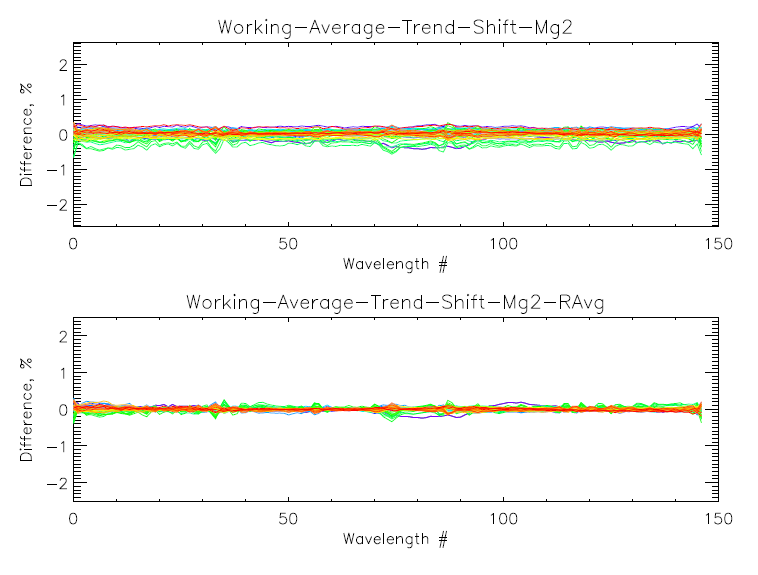 Working-Average-Trend-Shift-Mg2
Difference, %
2
1
0
-1
-2
0 50 100 150
Wavelength #
Working-Average-Trend-Shift-Mg2-RAvg
Difference, %
2
1
0
-1
-2
0 50 100 150
Wavelength #